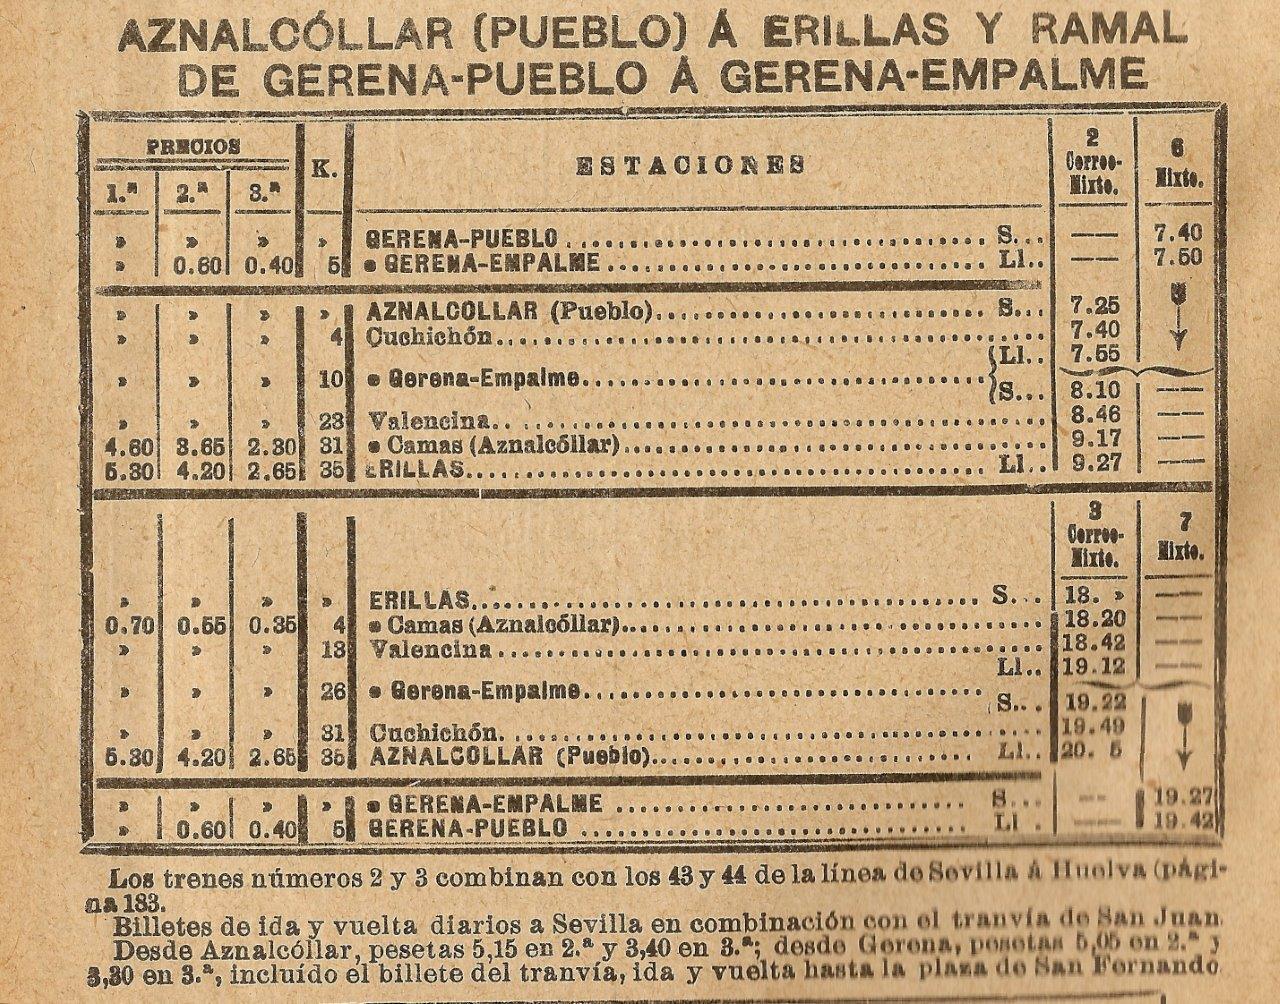 AZNALCÓLLAR (PUEBLO) Á ERILLAS Y RAMAL
DE GERENA-PUEBLO Á GERENA-EMPALME
PRECIOS K. ESTACIONES 2 Correo-Mixto. 6 Mixto.
1.ª 2.ª 3.ª
» » » » GERENA-PUEBLO S... — 7.40
» 0.60 0.40 5 • GERENA-EMPALME Ll.. — 7.50
» » » » AZNALCOLLAR (Pueblo) S... 7.25
» » » 4 Cuchichón 7.40
Ll.. 7.55
» » » 10 • Gerena-Empalme
S... 8.10 —
» » » 23 Valencina 8.46 —
4.60 3.65 2.30 31 • Camas (Aznalcóllar) 9.17 —
5.30 4.20 2.65 35 ERILLAS Ll.. 9.27 —
3 Correo-Mixto. 7 Mixto.
» » » » ERILLAS S... 18. » —
0.70 0.55 0.35 4 • Camas (Aznalcóllar) 18.20 —
» » » 13 Valencina 18.42 —
Ll.. 19.12 —
» » » 26 • Gerena-Empalme
S... 19.22
» » » 31 Cuchichón 19.49
5.30 4.20 2.65 35 AZNALCOLLAR (Pueblo) Ll.. 20. 5
» » » » • GERENA-EMPALME S... — 19.27
» 0.60 0.40 5 GERENA-PUEBLO Ll . — 19.42
Los trenes números 2 y 3 combinan con los 43 y 44 de la línea de Sevilla á Huelva (pági-
na 183.
Billetes de ida y vuelta diarios a Sevilla en combinación con el tranvía de San Juan
Desde Aznalcóllar, pesetas 5,15 en 2.ª y 3,40 en 3.ª; desde Gerona, pesetas 5,05 en 2.ª y
3,30 en 3.ª, incluído el billete del tranvía, ida y vuelta hasta la plaza de San Fernando